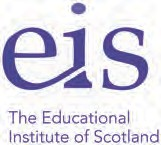 eis
The Educational
Institute of Scotland